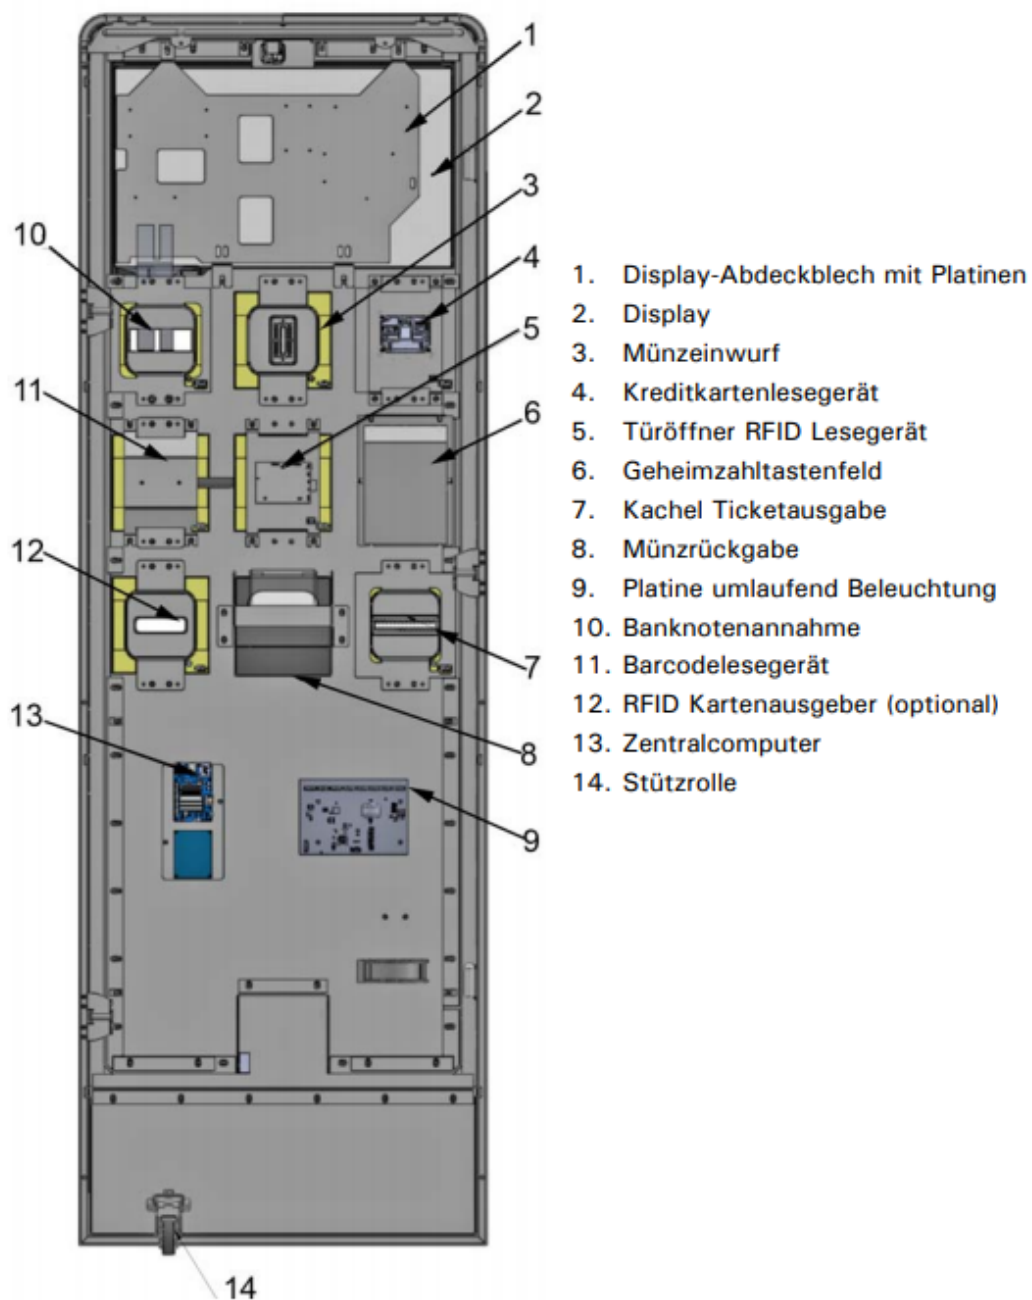 1
2
3
10
4
5
11
6
12
7
13
8
9
14
1. Display-Abdeckblech mit Platinen
2. Display
3. Münzeinwurf
4. Kreditkartenlesegerät
5. Türöffner RFID Lesegerät
6. Geheimzahltastenfeld
7. Kachel Ticketausgabe
8. Münzrückgabe
9. Platine umlaufend Beleuchtung
10. Banknotenannahme
11. Barcodelesegerät
12. RFID Kartenausgeber (optional)
13. Zentralcomputer
14. Stützrolle